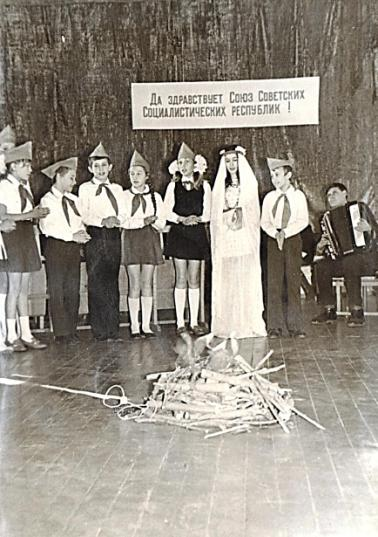 Да здравствует Союз Советских
Социалистических республик !